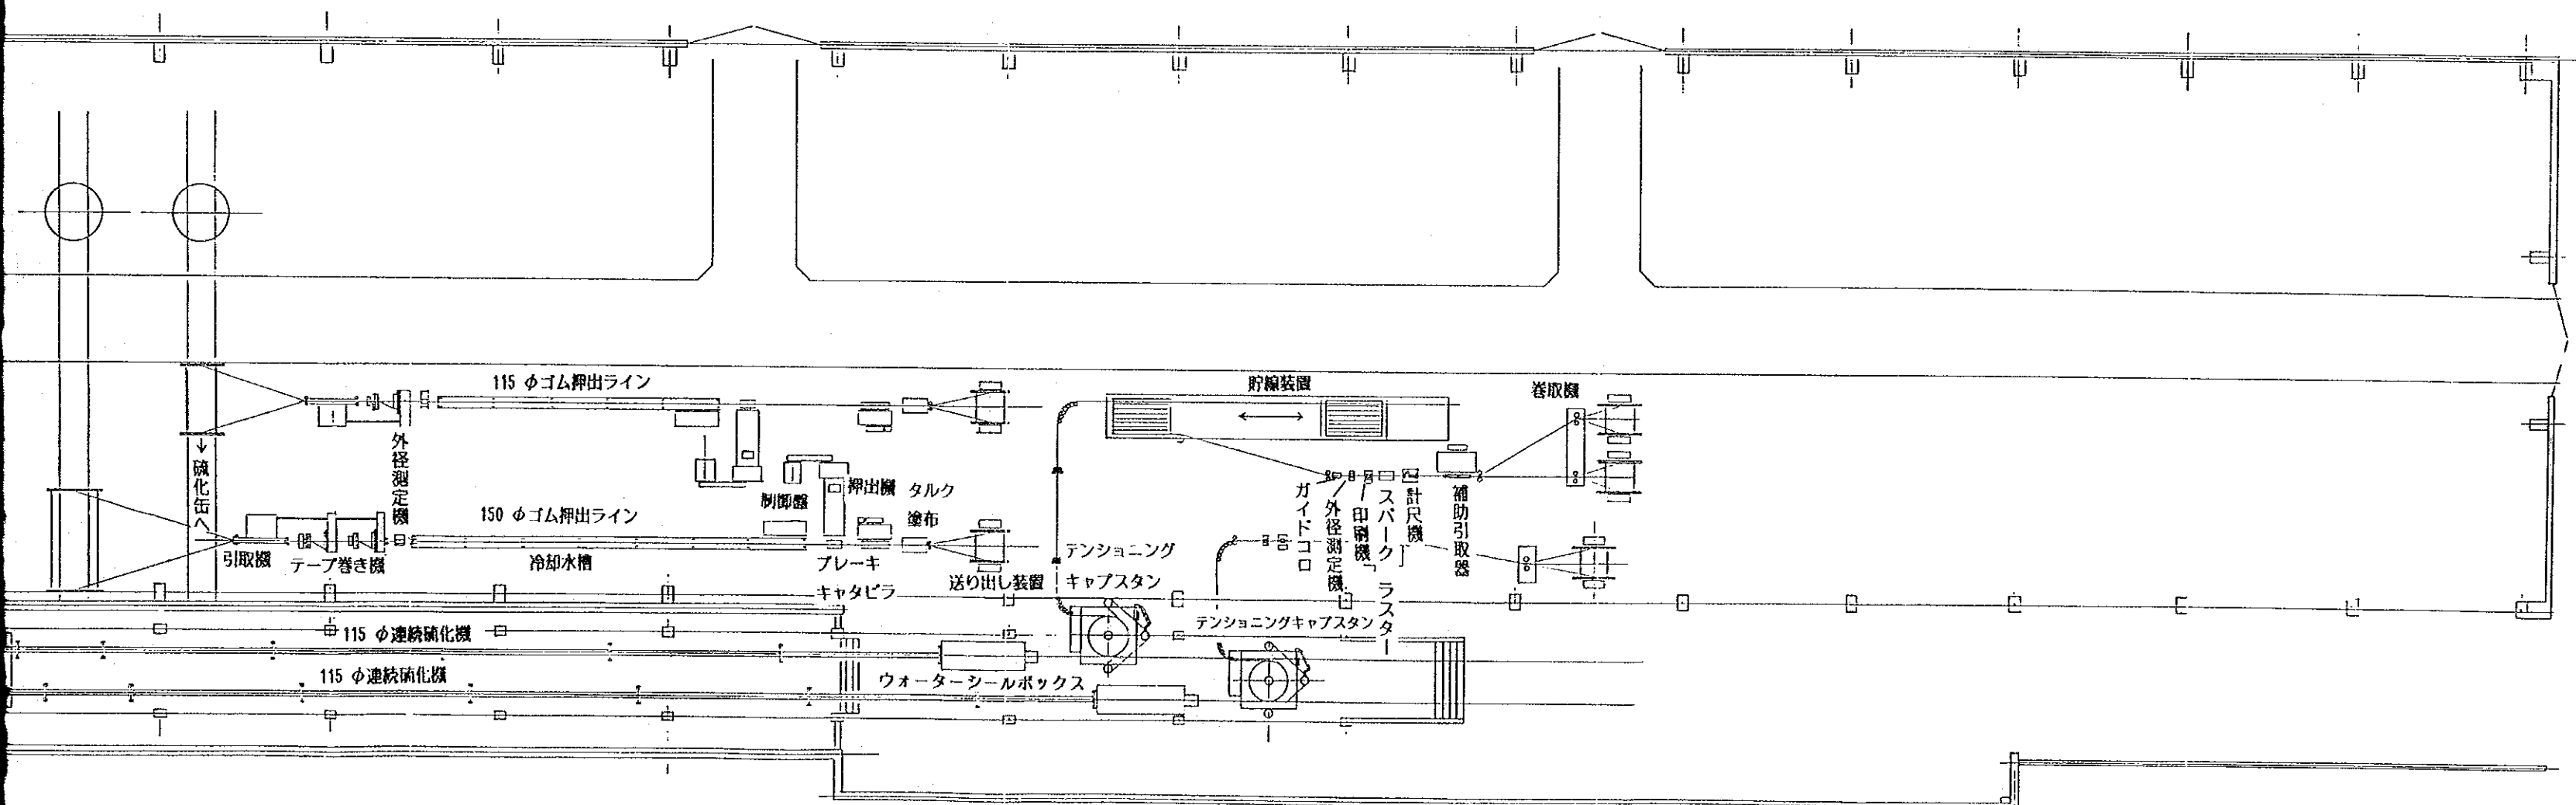 115 φゴム押出ライン
貯線装置
巻取機
外径測定機
↓硫化缶へ
制御盤
押出機
タルク
塗布
150 φゴム押出ライン
引取機
テープ巻き機
冷却水槽
ブレーキ
キャタピラ
送り出し装置
テンショニング
キャプスタン
ガイドコロ
外径測定機
印刷機
スパーク
ラスター
計尺機
補助引取器
テンショニングキャプスタン
115 φ連続硫化機
115 φ連続硫化機
ウォーターシールボックス